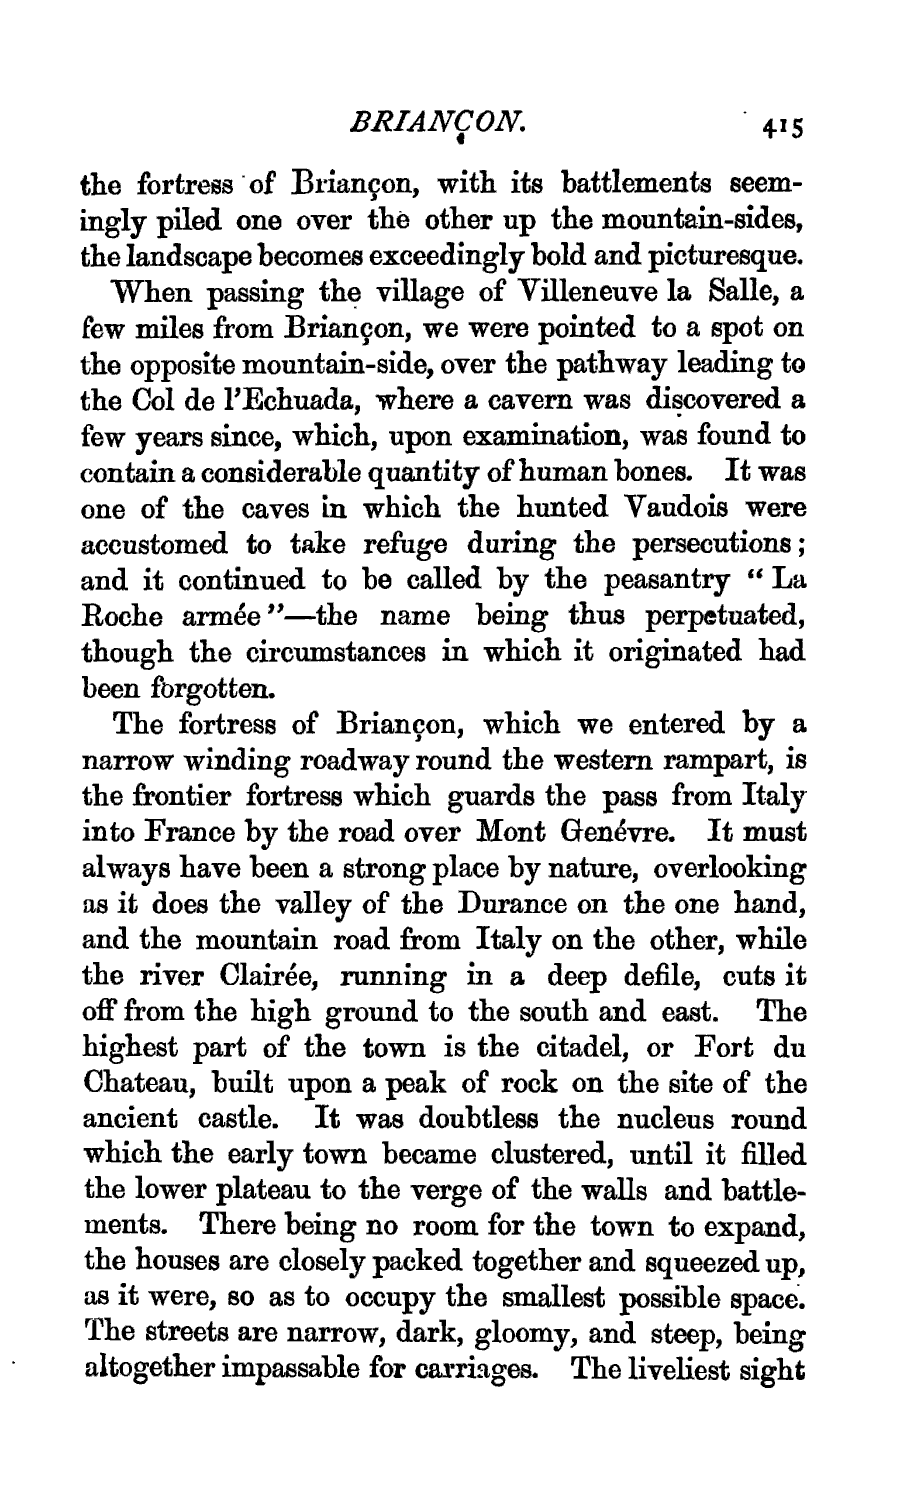 BRIANÇON. 415
the fortress of Briançon, with its battlements seem-
ingly piled one over the other up the mountain-sides,
the landscape becomes exceedingly bold and picturesque.
When passing the village of Villeneuve la Salle, a
few miles from Briançon, we were pointed to a spot on
the opposite mountain-side, over the pathway leading to
the Col de l'Echuada, where a cavern was discovered a
few years since, which, upon examination, was found to
contain a considerable quantity of human bones. It was
one of the caves in which the hunted Vaudois were
accustomed to take refuge during the persecutions;
and it continued to be called by the peasantry “La
Roche armée”—the name being thus perpetuated,
though the circumstances in which it originated had
been forgotten.
The fortress of Briançon, which we entered by a
narrow winding roadway round the western rampart, is
the frontier fortress which guards the pass from Italy
into France by the road over Mont Genévre. It must
always have been a strong place by nature, overlooking
as it does the valley of the Durance on the one hand,
and the mountain road from Italy on the other, while
the river Clairée, running in a deep defile, cuts it
off from the high ground to the south and east. The
highest part of the town is the citadel, or Fort du
Chateau, built upon a peak of rock on the site of the
ancient castle. It was doubtless the nucleus round
which the early town became clustered, until it filled
the lower plateau to the verge of the walls and battle-
ments. There being no room for the town to expand,
the houses are closely packed together and squeezed up,
as it were, so as to occupy the smallest possible space.
The streets are narrow, dark, gloomy, and steep, being
altogether impassable for carriages. The liveliest sight